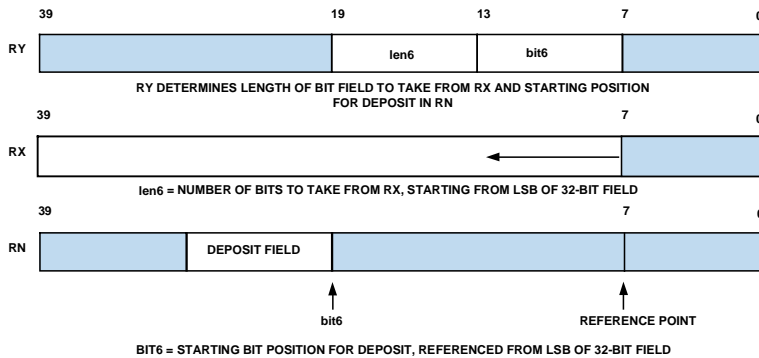 39 19 13 7 0
RY len6 bit6
RY DETERMINES LENGTH OF BIT FIELD TO TAKE FROM RX AND STARTING POSITION
FOR DEPOSIT IN RN
39 7 0
RX
len6 = NUMBER OF BITS TO TAKE FROM RX, STARTING FROM LSB OF 32-BIT FIELD
39 7
RN DEPOSIT FIELD
bit6 REFERENCE POINT
BIT6 = STARTING BIT POSITION FOR DEPOSIT, REFERENCED FROM LSB OF 32-BIT FIELD